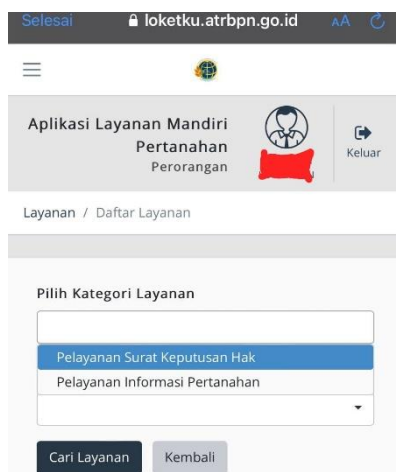 Selesai
loketku.atrbpn.go.id
AA
Aplikasi Layanan Mandiri
Pertanahan
Perorangan
Keluar
Layanan / Daftar Layanan
Pilih Kategori Layanan
Pelayanan Surat Keputusan Hak
Pelayanan Informasi Pertanahan
Cari Layanan
Kembali